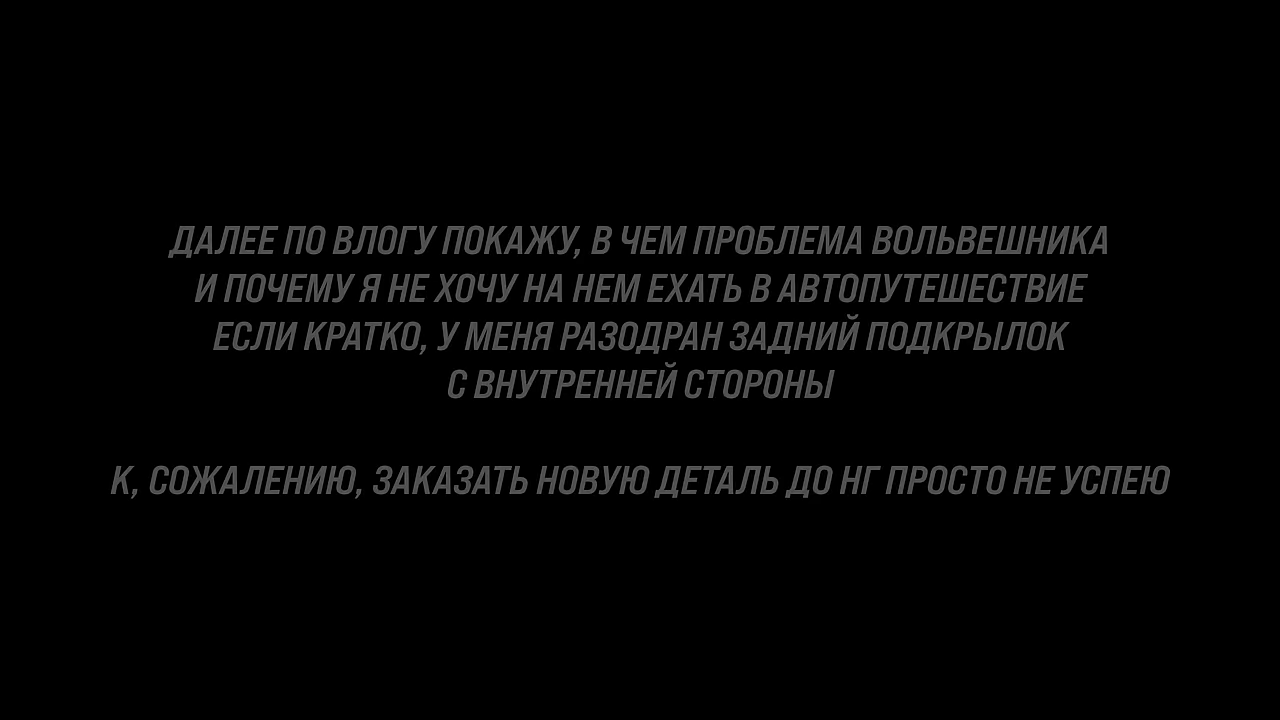 ДАЛЕЕ ПО ВЛОГУ ПОКАЖУ, В ЧЕМ ПРОБЛЕМА ВОЛЬВЕШНИКА
И ПОЧЕМУ Я НЕ ХОЧУ НА НЕМ ЕХАТЬ В АВТОПУТЕШЕСТВИЕ
ЕСЛИ КРАТКО, У МЕНЯ РАЗОДРАН ЗАДНИЙ ПОДКРЫЛОК
С ВНУТРЕННЕЙ СТОРОНЫ
К, СОЖАЛЕНИЮ, ЗАКАЗАТЬ НОВУЮ ДЕТАЛЬ ДО НГ ПРОСТО НЕ УСПЕЮ